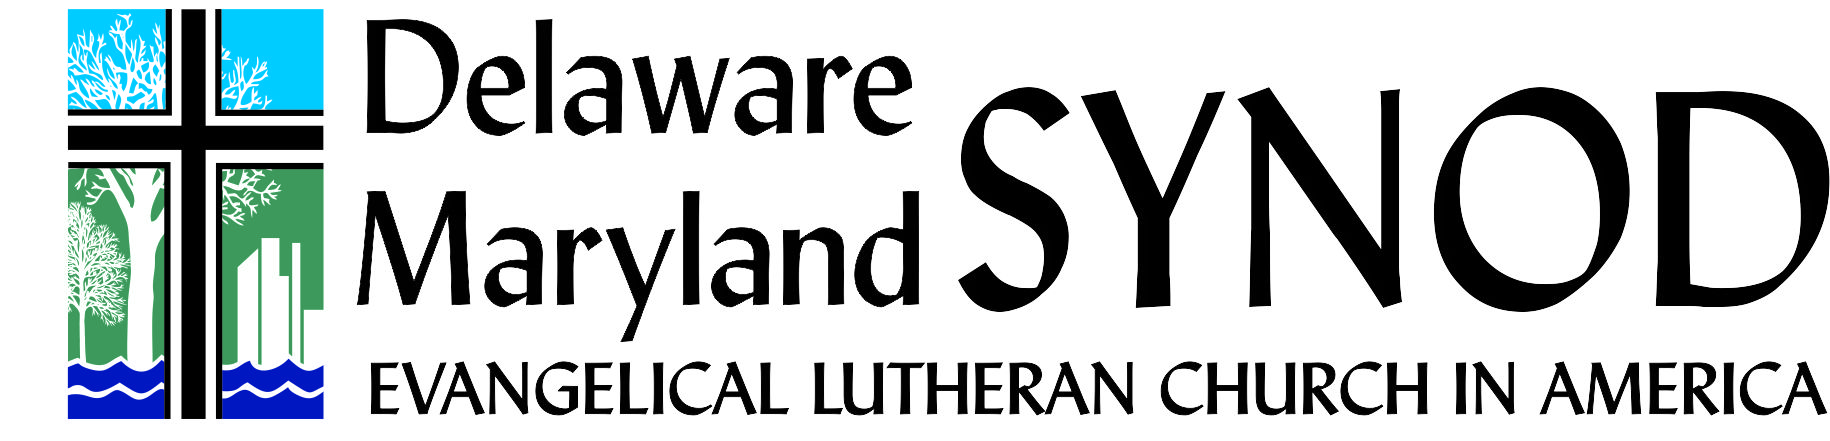 Delaware
Maryland
SYNOD
EVANGELICAL LUTHERAN CHURCH IN AMERICA